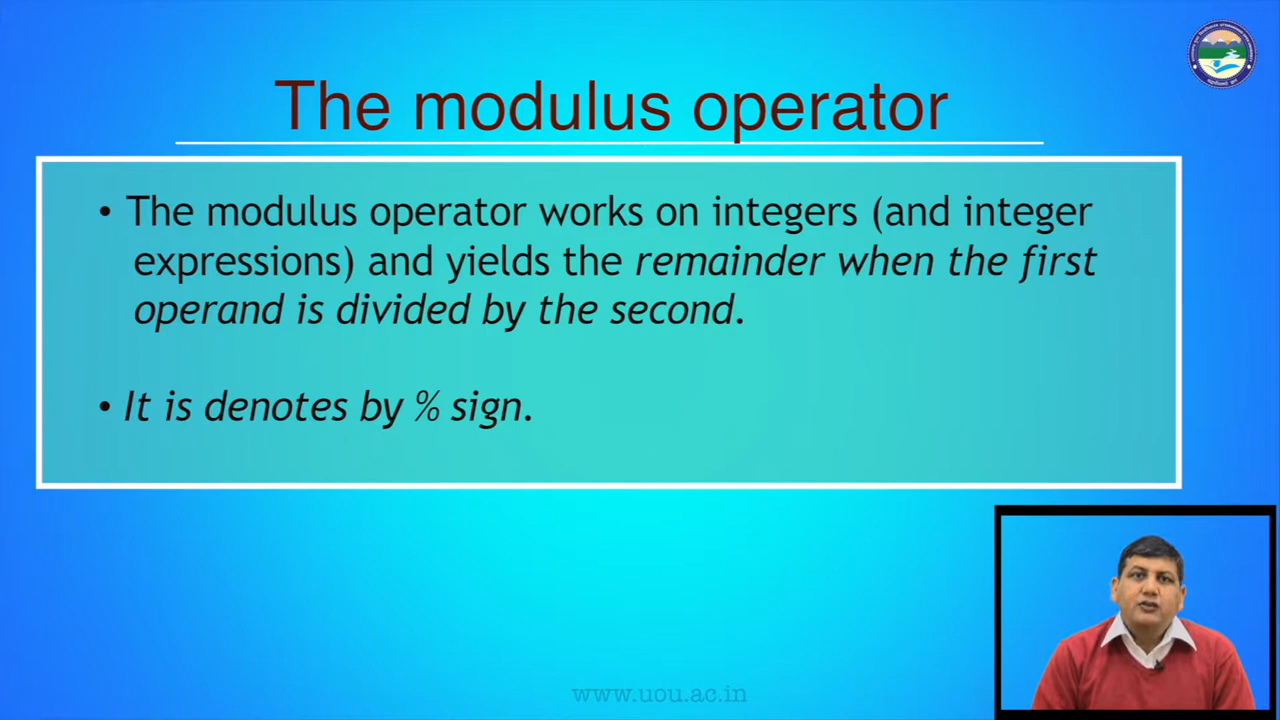 The modulus operator
• The modulus operator works on integers (and integer
expressions) and yields the remainder when the first
operand is divided by the second.
• It is denotes by % sign.
www.uou.ac.in